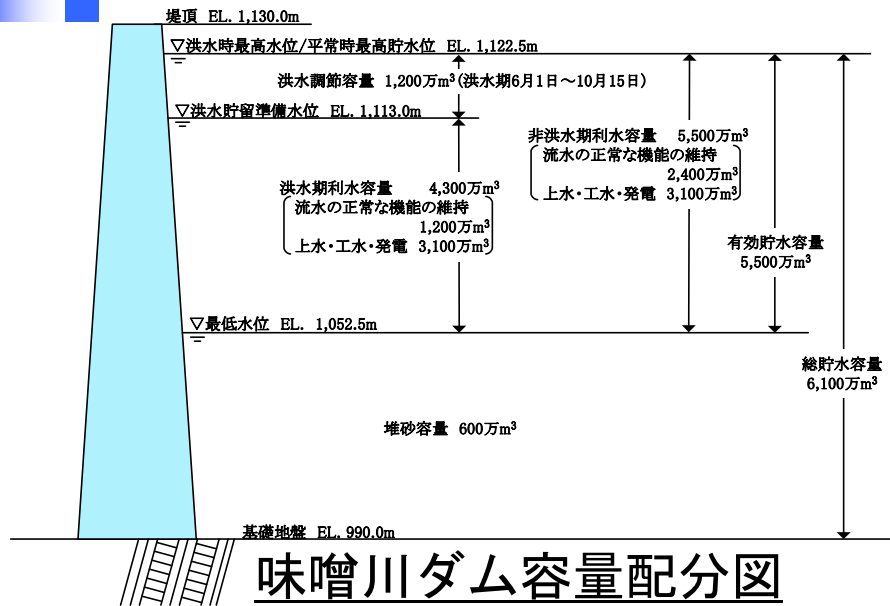 堤頂 EL. 1,130.0m
▽洪水時最高水位/平常時最高貯水位 EL. 1,122.5m
洪水調節容量 1,200万m³(洪水期6月1日～10月15日)
▽洪水貯留準備水位 EL. 1,113.0m
非洪水期利水容量 5,500万m³
流水の正常な機能の維持
2,400万m³
上水・工水・発電 3,100万m³
洪水期利水容量 4,300万m³
流水の正常な機能の維持
1,200万m³
上水・工水・発電 3,100万m³
有効貯水容量
5,500万m³
▽最低水位 EL. 1,052.5m
総貯水容量
6,100万m³
堆砂容量 600万m³
基礎地盤 EL. 990.0m
味噌川ダム容量配分図